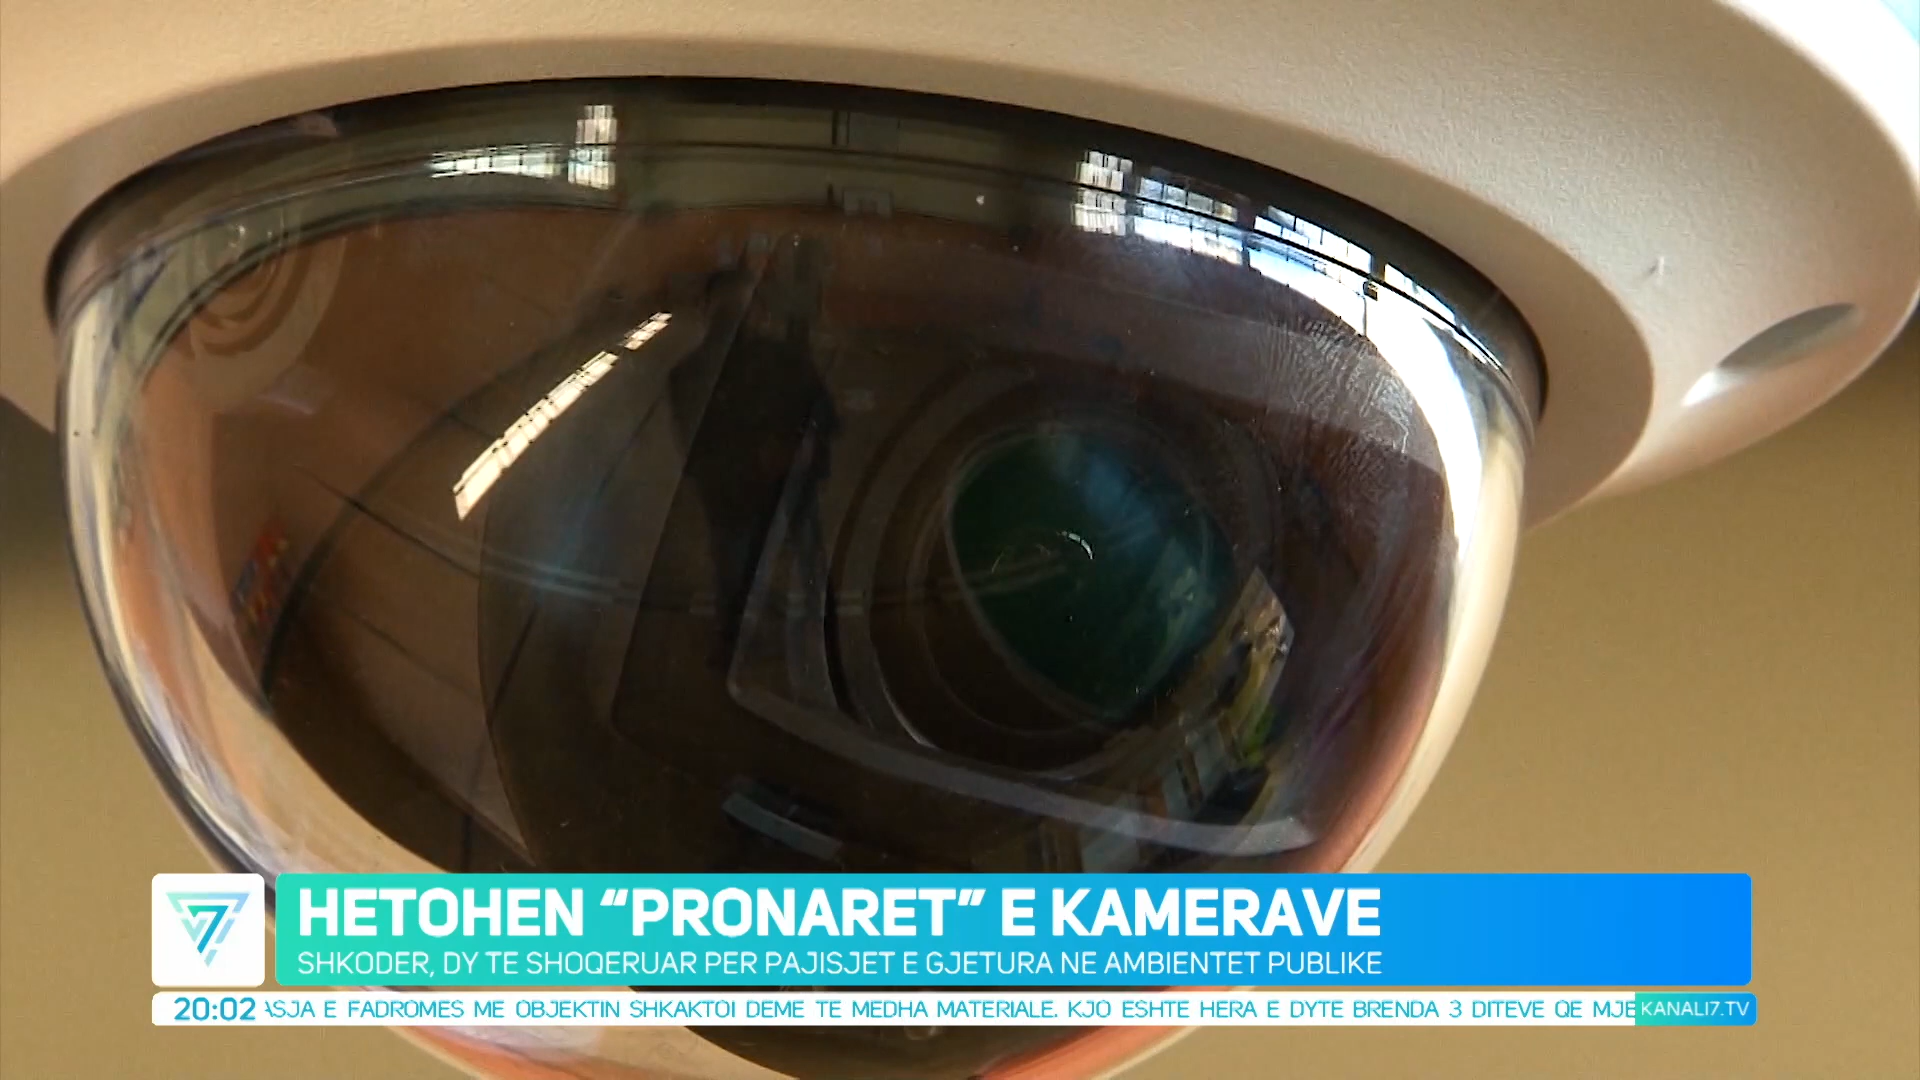 HETOHEN “PRONARET” E KAMERAVE
SHKODER, DY TE SHOQERUAR PER PAJISJET E GJETURA NE AMBIENTET PUBLIKE
20:02 ASJA E FADROMES ME OBJEKTIN SHKAKTOI DEME TE MEDHA MATERIALE. KJO ESHTE HERA E DYTE BRENDA 3 DITEVE QE MJE KANALI7.TV